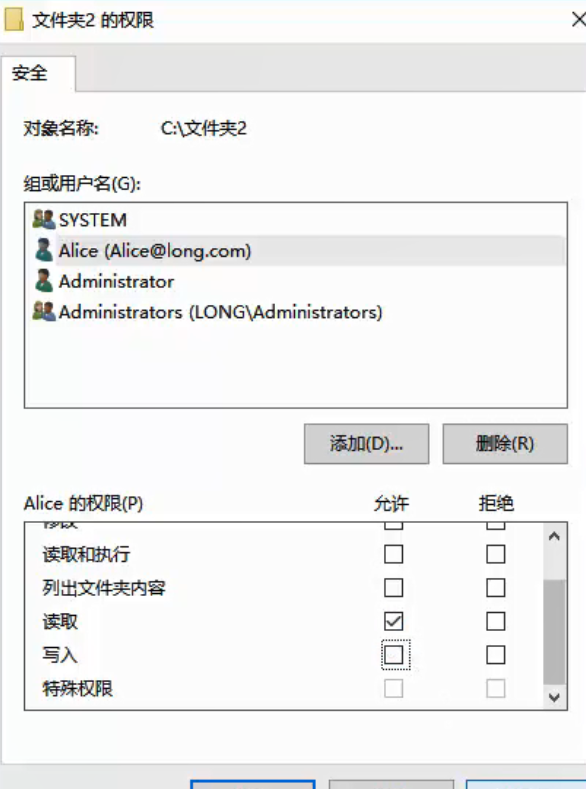 文件夹2 的权限
安全
对象名称: C:\文件夹2
组或用户名(G):
SYSTEM
Alice (Alice@long.com)
Administrator
Administrators (LONG\Administrators)
添加(D)... 删除(R)
Alice 的权限(P) 允许 拒绝
修改
读取和执行
列出文件夹内容
读取
写入
特殊权限